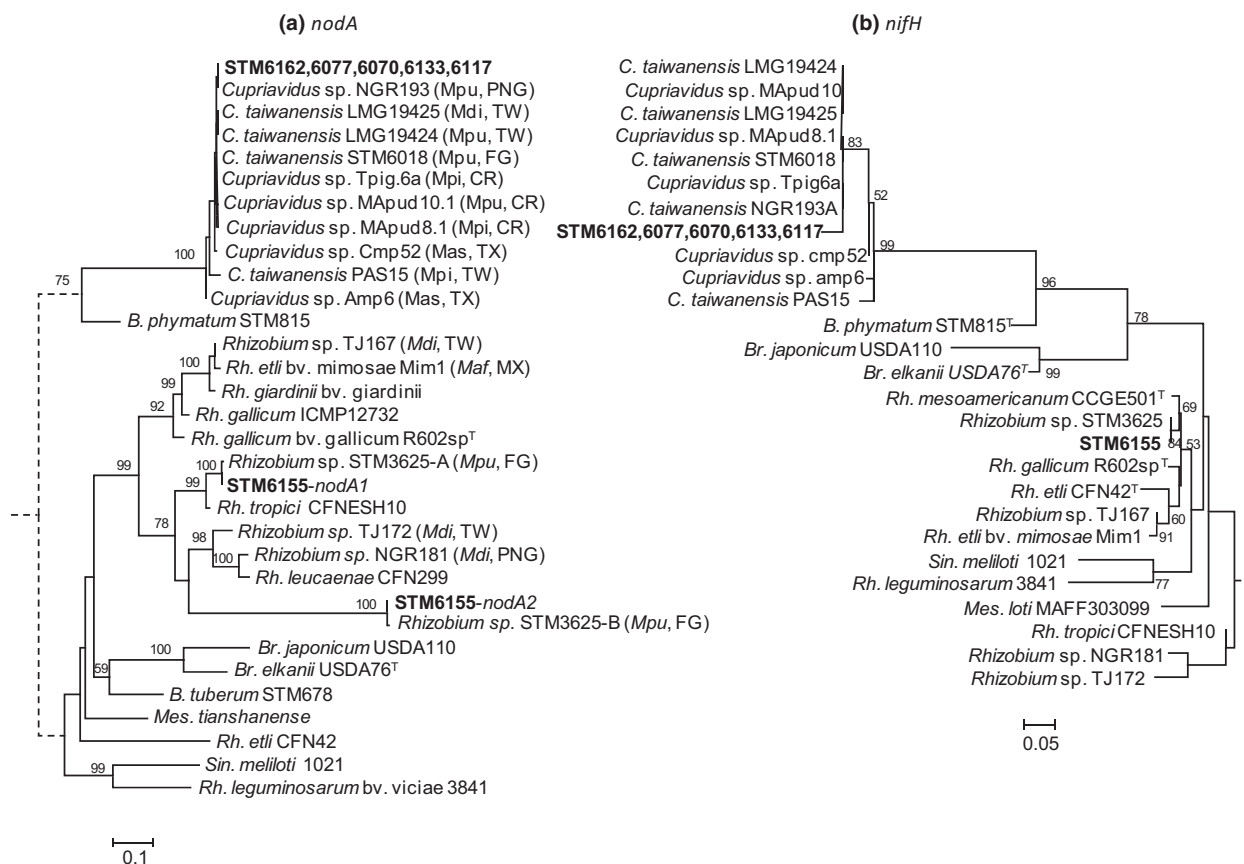 (a) nodA
STM6162,6077,6070,6133,6117
Cupriavidus sp. NGR193 (Mpu, PNG)
C. taiwanensis LMG19425 (Mdi, TW)
C. taiwanensis LMG19424 (Mpu, TW)
C. taiwanensis STM6018 (Mpu, FG)
Cupriavidus sp. Tpig.6a (Mpi, CR)
Cupriavidus sp. MApud10.1 (Mpu, CR)
Cupriavidus sp. MApud8.1 (Mpi, CR)
Cupriavidus sp. Cmp52 (Mas, TX)
100
C. taiwanensis PAS15 (Mpi, TW)
75
Cupriavidus sp. Amp6 (Mas, TX)
B. phymatum STM815
Rhizobium sp. TJ167 (Mdi, TW)
100
Rh. etli bv. mimosae Mim1 (Maf, MX)
99
Rh. giardinii bv. giardinii
92
Rh. gallicum ICMP12732
Rh. gallicum bv. gallicum R602spᵀ
99
100
Rhizobium sp. STM3625-A (Mpu, FG)
99
STM6155-nodA1
Rh. tropici CFNESH10
78
98
Rhizobium sp. TJ172 (Mdi, TW)
100
Rhizobium sp. NGR181 (Mdi, PNG)
Rh. leucaenae CFN299
100
STM6155-nodA2
Rhizobium sp. STM3625-B (Mpu, FG)
100
Br. japonicum USDA110
59
Br. elkanii USDA76ᵀ
B. tuberum STM678
Mes. tianshanense
Rh. etli CFN42
99
Sin. meliloti 1021
Rh. leguminosarum bv. viciae 3841
0.1
(b) nifH
C. taiwanensis LMG19424
Cupriavidus sp. MApud10
C. taiwanensis LMG19425
Cupriavidus sp. MApud8.1
83
C. taiwanensis STM6018
Cupriavidus sp. Tpig6a
52
C. taiwanensis NGR193A
STM6162,6077,6070,6133,6117
99
Cupriavidus sp. cmp52
Cupriavidus sp. amp6
96
C. taiwanensis PAS15
78
B. phymatum STM815ᵀ
Br. japonicum USDA110
Br. elkanii USDA76ᵀ
99
Rh. mesoamericanum CCGE501ᵀ
69
Rhizobium sp. STM3625
STM6155
84
53
Rh. gallicum R602spᵀ
Rh. etli CFN42ᵀ
Rhizobium sp. TJ167
60
Rh. etli bv. mimosae Mim1
91
Sin. meliloti 1021
Rh. leguminosarum 3841
77
Mes. loti MAFF303099
Rh. tropici CFNESH10
Rhizobium sp. NGR181
Rhizobium sp. TJ172
0.05